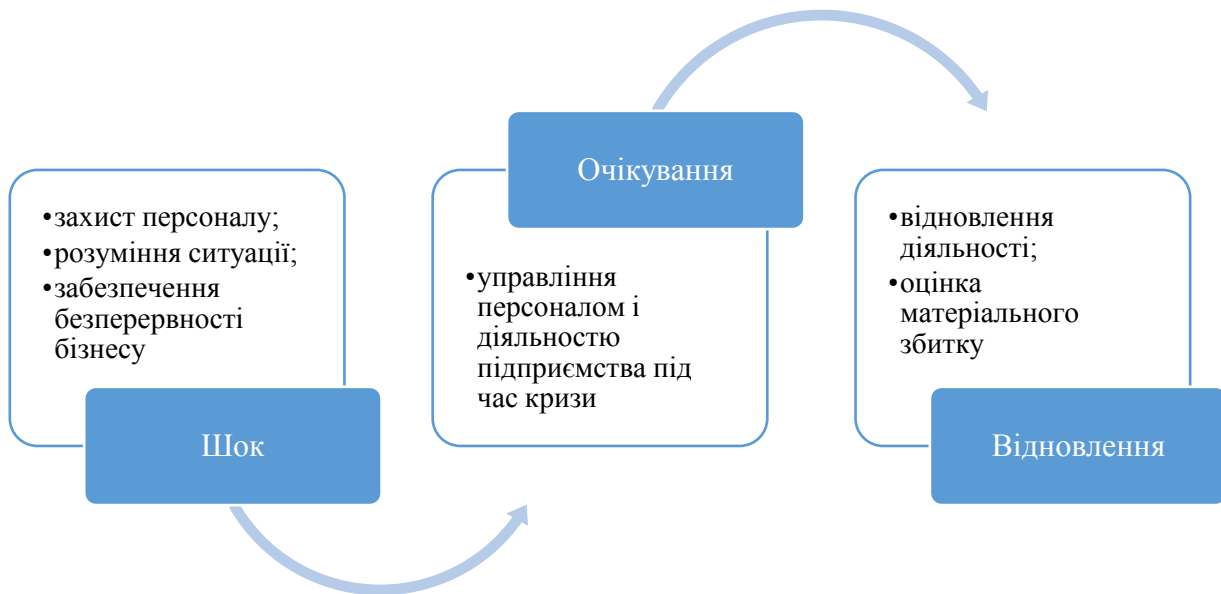 •захист персоналу;
•розуміння ситуації;
•забезпечення
безперервності
бізнесу
Шок
Очікування
•управління
персоналом і
діяльністю
підприємства під
час кризи
•відновлення
діяльності;
•оцінка
матеріального
збитку
Відновлення